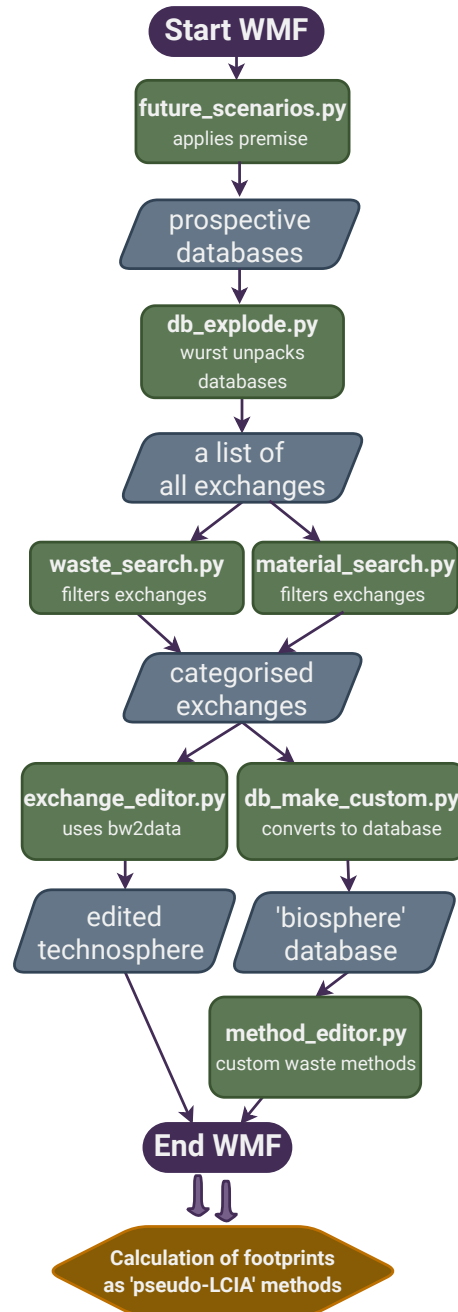 Start WMF
future_scenarios.py
applies premise
prospective
databases
db_explode.py
wurst unpacks
databases
a list of
all exchanges
waste_search.py
filters exchanges
material_search.py
filters exchanges
categorised
exchanges
exchange_editor.py
uses bw2data
db_make_custom.py
converts to database
edited
technosphere
'biosphere'
database
method_editor.py
custom waste methods
End WMF
Calculation of footprints
as 'pseudo-LCIA' methods